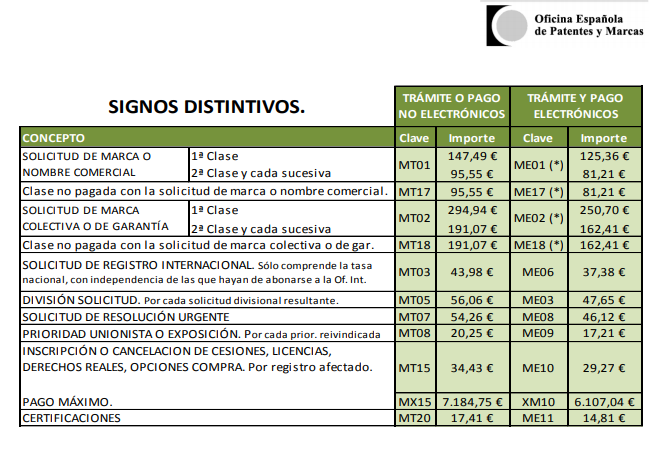 Oficina Española
de Patentes y Marcas
SIGNOS DISTINTIVOS.
TRÁMITE O PAGO
NO ELECTRÓNICOS
TRÁMITE Y PAGO
ELECTRÓNICOS
CONCEPTO Clave Importe Clave Importe
SOLICITUD DE MARCA O
NOMBRE COMERCIAL
1ª Clase 147,49 € 125,36 €
MT01 ME01 (*)
2ª Clase y cada sucesiva 95,55 € 81,21 €
Clase no pagada con la solicitud de marca o nombre comercial. MT17 95,55 € ME17 (*) 81,21 €
SOLICITUD DE MARCA
COLECTIVA O DE GARANTÍA
1ª Clase 294,94 € 250,70 €
MT02 ME02 (*)
2ª Clase y cada sucesiva 191,07 € 162,41 €
Clase no pagada con la solicitud de marca colectiva o de gar. MT18 191,07 € ME18 (*) 162,41 €
SOLICITUD DE REGISTRO INTERNACIONAL. Sólo comprende la tasa
nacional, con independencia de las que hayan de abonarse a la Of. Int. MT03 43,98 € ME06 37,38 €
DIVISIÓN SOLICITUD. Por cada solicitud divisional resultante. MT05 56,06 € ME03 47,65 €
SOLICITUD DE RESOLUCIÓN URGENTE MT07 54,26 € ME08 46,12 €
PRIORIDAD UNIONISTA O EXPOSICIÓN. Por cada prior. reivindicada MT08 20,25 € ME09 17,21 €
INSCRIPCIÓN O CANCELACION DE CESIONES, LICENCIAS,
DERECHOS REALES, OPCIONES COMPRA. Por registro afectado. MT15 34,43 € ME10 29,27 €
PAGO MÁXIMO. MX15 7.184,75 € XM10 6.107,04 €
CERTIFICACIONES MT20 17,41 € ME11 14,81 €